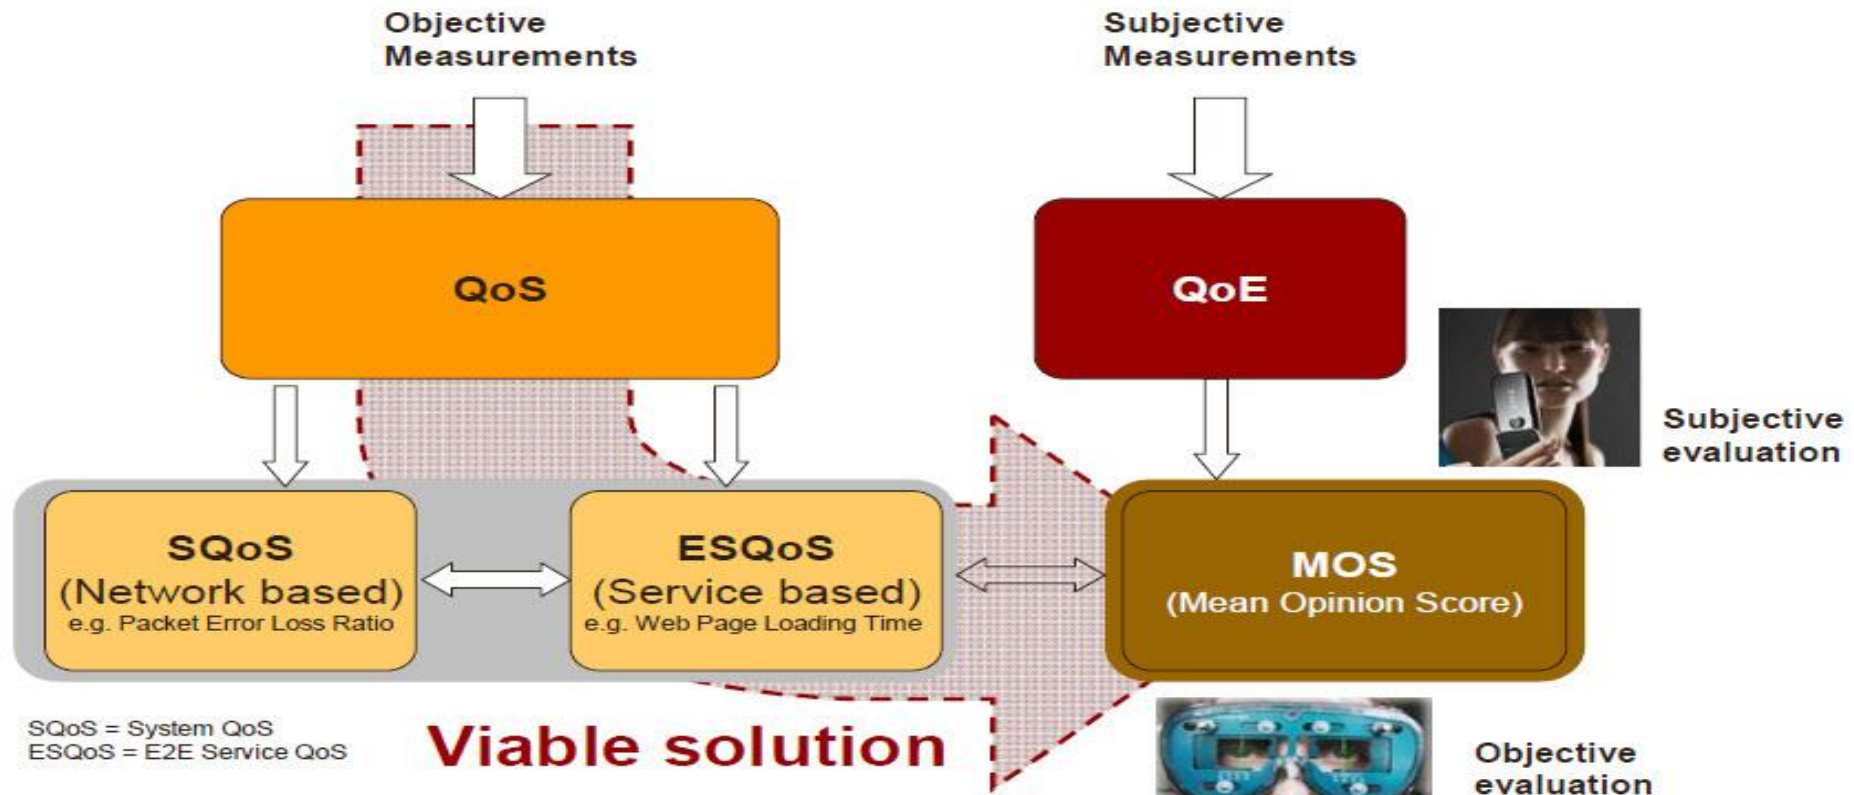 Objective
Measurements
Subjective
Measurements
QoS
QoE
Subjective
evaluation
SQoS
(Network based)
e.g. Packet Error Loss Ratio
ESQoS
(Service based)
e.g. Web Page Loading Time
MOS
(Mean Opinion Score)
SQoS = System QoS
ESQoS = E2E Service QoS
Viable solution
Objective
evaluation